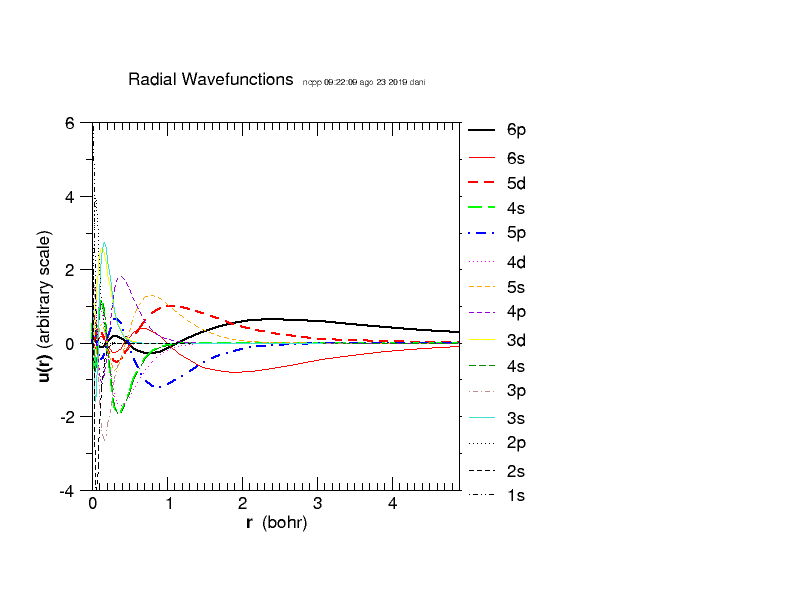 Radial Wavefunctions ncpp 09:22:09 ago 23 2019 dani
6
4
2
0
-2
-4
u(r) (arbitrary scale)
0 1 2 3 4
r (bohr)
6p
6s
5d
4s
5p
4d
5s
4p
3d
4s
3p
3s
2p
2s
1s